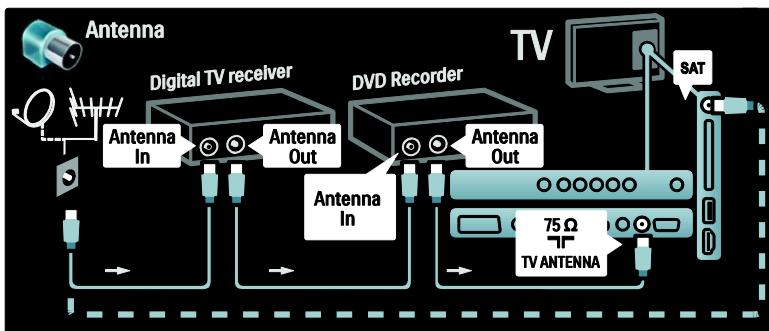 Antenna
TV
SAT
Digital TV receiver
DVD Recorder
Antenna
In
Antenna
Out
Antenna
In
Antenna
Out
75 Ω
TV ANTENNA